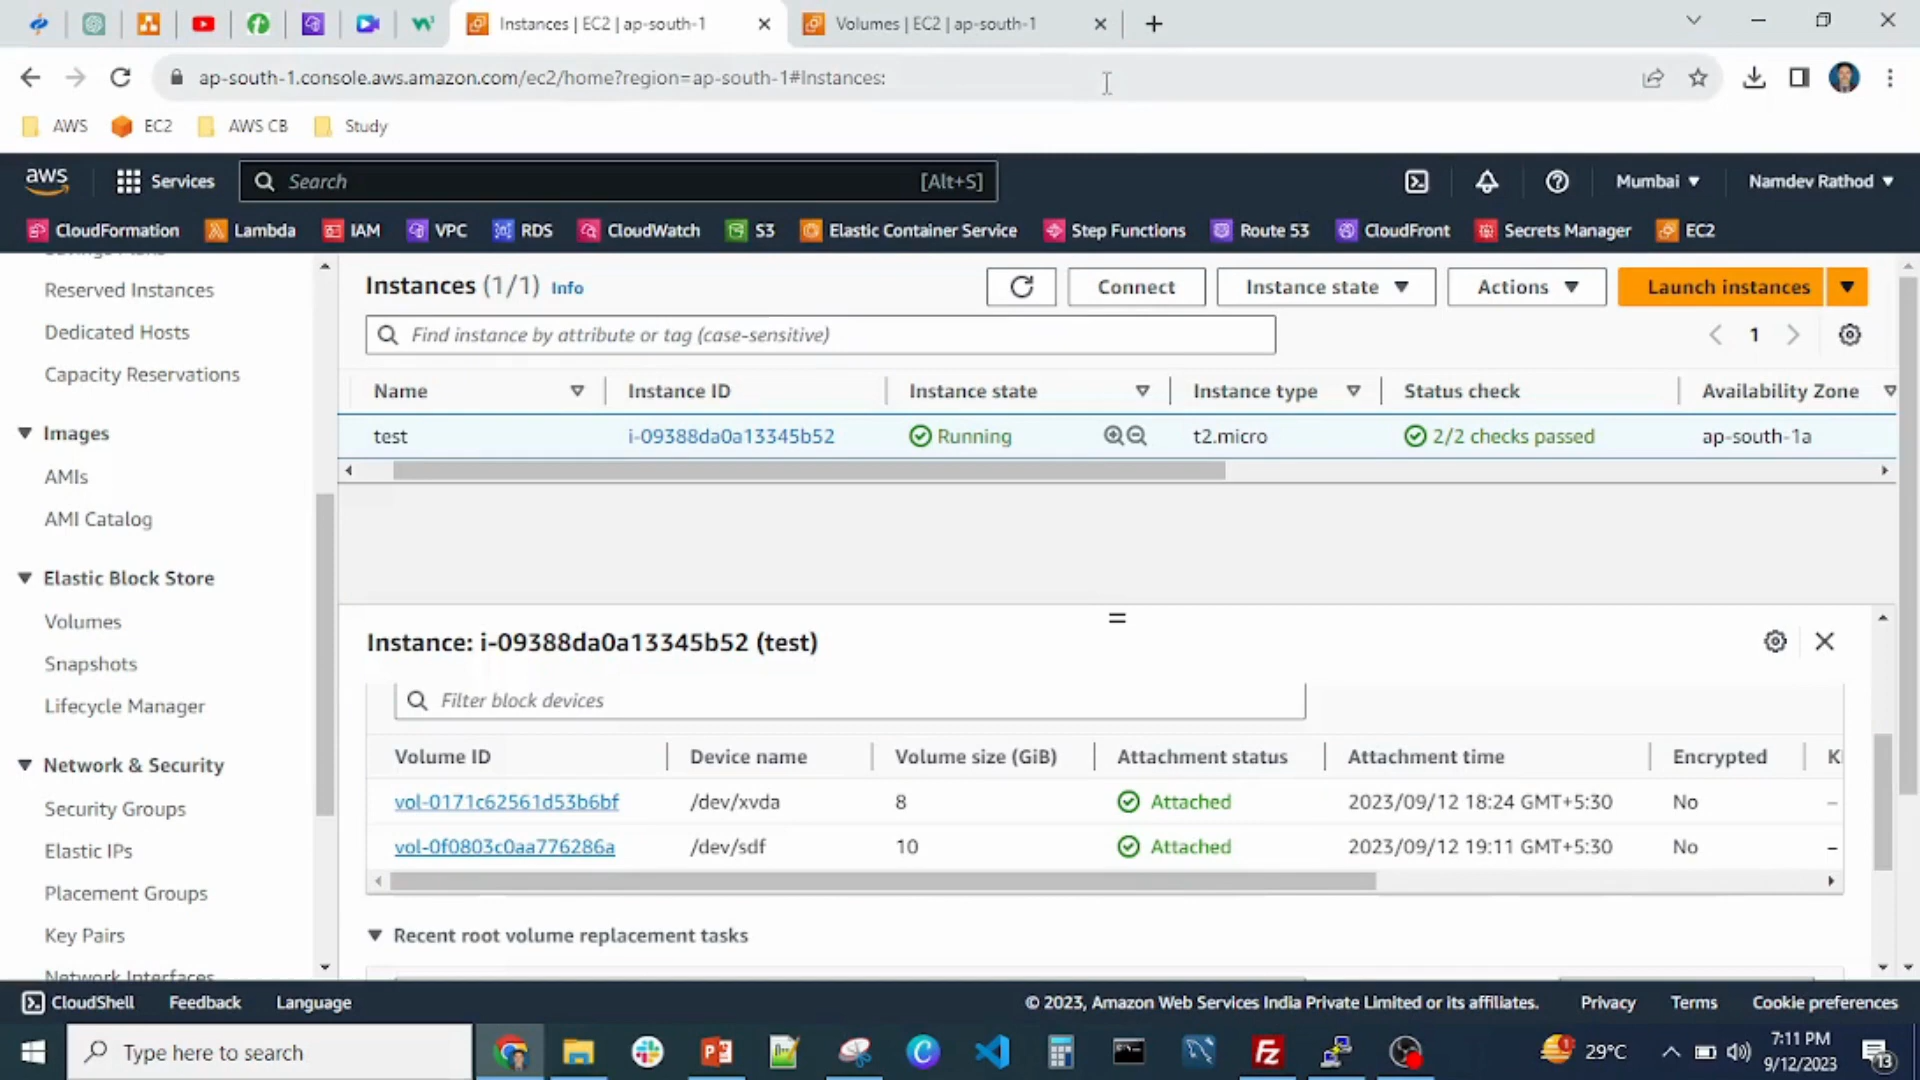 Instances | EC2 | ap-south-1
Volumes | EC2 | ap-south-1
ap-south-1.console.aws.amazon.com/ec2/home?region=ap-south-1#Instances:
AWS
EC2
AWS CB
Study
aws
Services
Search
[Alt+S]
Mumbai
Namdev Rathod
CloudFormation
Lambda
IAM
VPC
RDS
CloudWatch
S3
Elastic Container Service
Step Functions
Route 53
CloudFront
Secrets Manager
EC2
Reserved Instances
Dedicated Hosts
Capacity Reservations
Images
AMIs
AMI Catalog
Elastic Block Store
Volumes
Snapshots
Lifecycle Manager
Network & Security
Security Groups
Elastic IPs
Placement Groups
Key Pairs
Network Interfaces
Instances (1/1) Info
Connect
Instance state
Actions
Launch instances
Find instance by attribute or tag (case-sensitive)
1
Name Instance ID Instance state Instance type Status check Availability Zone
test i-09388da0a13345b52 Running t2.micro 2/2 checks passed ap-south-1a
Instance: i-09388da0a13345b52 (test)
Filter block devices
Volume ID Device name Volume size (GiB) Attachment status Attachment time Encrypted
vol-0171c62561d53b6bf /dev/xvda 8 Attached 2023/09/12 18:24 GMT+5:30 No –
vol-0f0803c0aa776286a /dev/sdf 10 Attached 2023/09/12 19:11 GMT+5:30 No –
Recent root volume replacement tasks
CloudShell
Feedback
Language
© 2023, Amazon Web Services India Private Limited or its affiliates.
Privacy
Terms
Cookie preferences
Type here to search
29°C
7:11 PM
9/12/2023
13